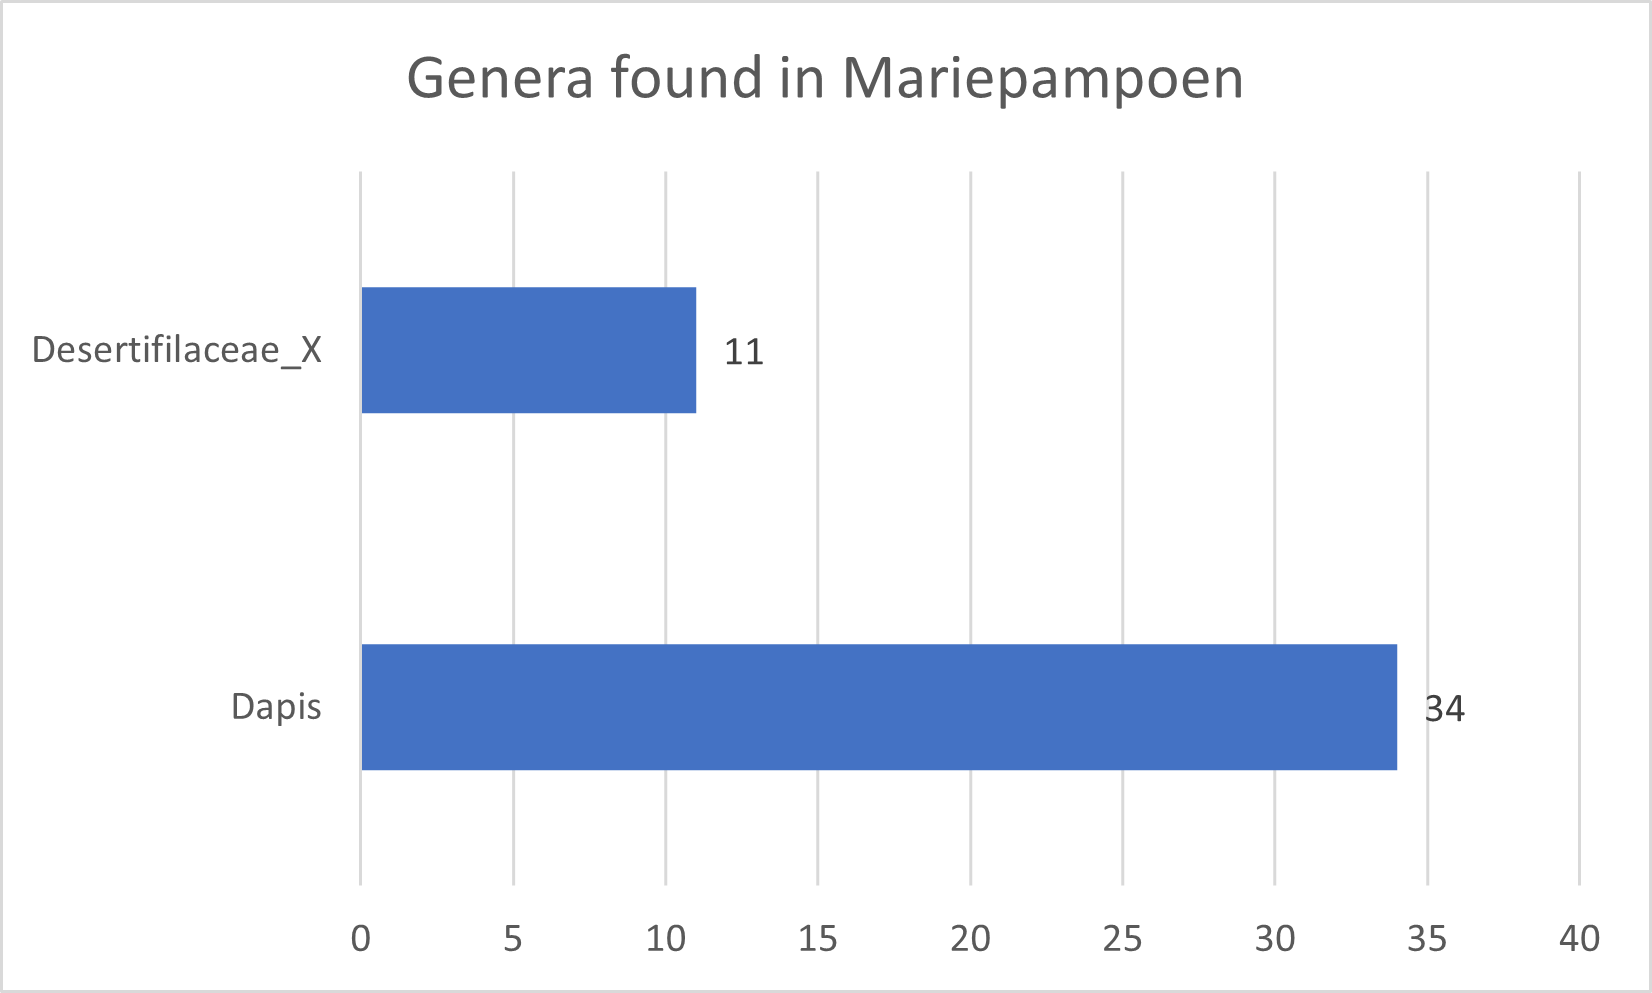 Genera found in Mariepampoen
Desertifilaceae_X
11
Dapis
34
0 5 10 15 20 25 30 35 40